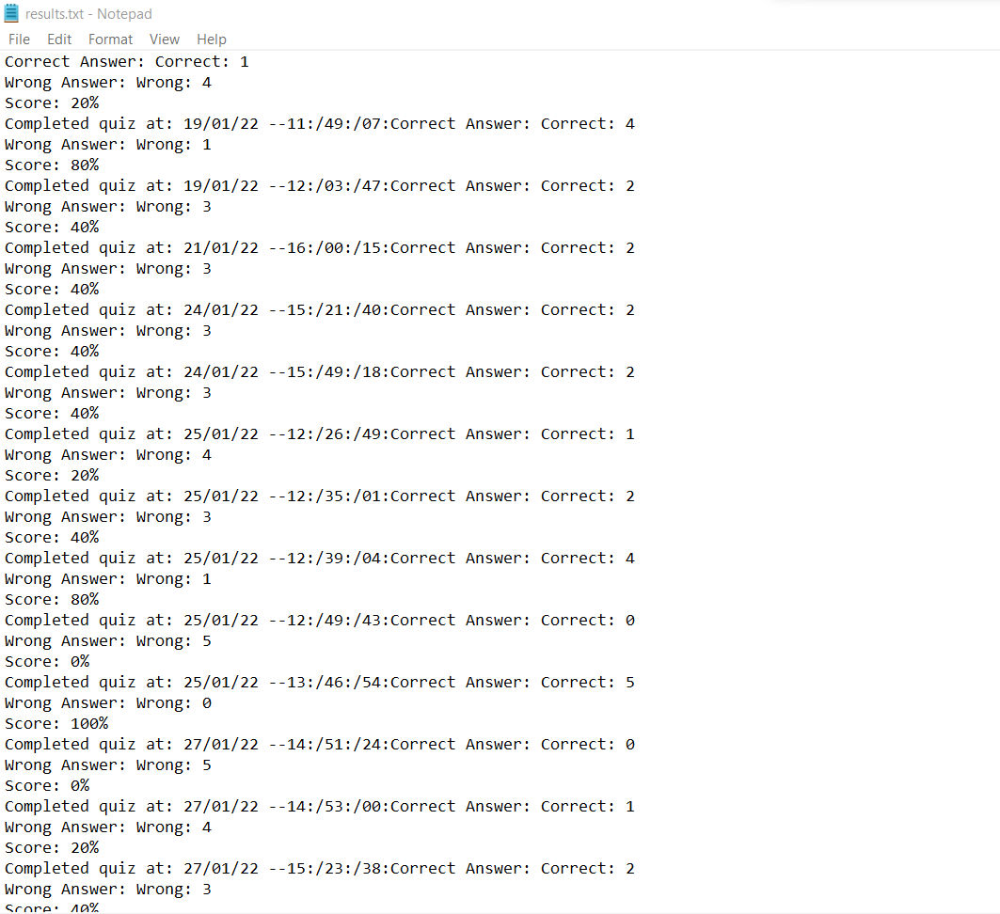 results.txt - Notepad
File Edit Format View Help
Correct Answer: Correct: 1
Wrong Answer: Wrong: 4
Score: 20%
Completed quiz at: 19/01/22 --11:/49:/07:Correct Answer: Correct: 4
Wrong Answer: Wrong: 1
Score: 80%
Completed quiz at: 19/01/22 --12:/03:/47:Correct Answer: Correct: 2
Wrong Answer: Wrong: 3
Score: 40%
Completed quiz at: 21/01/22 --16:/00:/15:Correct Answer: Correct: 2
Wrong Answer: Wrong: 3
Score: 40%
Completed quiz at: 24/01/22 --15:/21:/40:Correct Answer: Correct: 2
Wrong Answer: Wrong: 3
Score: 40%
Completed quiz at: 24/01/22 --15:/49:/18:Correct Answer: Correct: 2
Wrong Answer: Wrong: 3
Score: 40%
Completed quiz at: 25/01/22 --12:/26:/49:Correct Answer: Correct: 1
Wrong Answer: Wrong: 4
Score: 20%
Completed quiz at: 25/01/22 --12:/35:/01:Correct Answer: Correct: 2
Wrong Answer: Wrong: 3
Score: 40%
Completed quiz at: 25/01/22 --12:/39:/04:Correct Answer: Correct: 4
Wrong Answer: Wrong: 1
Score: 80%
Completed quiz at: 25/01/22 --12:/49:/43:Correct Answer: Correct: 0
Wrong Answer: Wrong: 5
Score: 0%
Completed quiz at: 25/01/22 --13:/46:/54:Correct Answer: Correct: 5
Wrong Answer: Wrong: 0
Score: 100%
Completed quiz at: 27/01/22 --14:/51:/24:Correct Answer: Correct: 0
Wrong Answer: Wrong: 5
Score: 0%
Completed quiz at: 27/01/22 --14:/53:/00:Correct Answer: Correct: 1
Wrong Answer: Wrong: 4
Score: 20%
Completed quiz at: 27/01/22 --15:/23:/38:Correct Answer: Correct: 2
Wrong Answer: Wrong: 3
Score: 40%